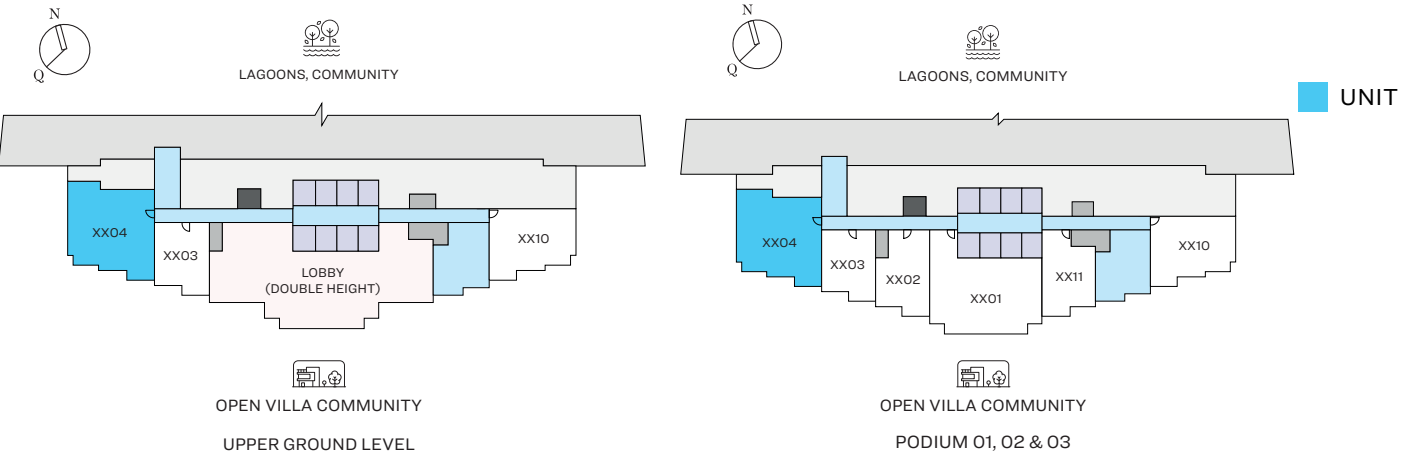 N
Q
LAGOONS, COMMUNITY
XX04
XX03
LOBBY
(DOUBLE HEIGHT)
XX10
OPEN VILLA COMMUNITY
UPPER GROUND LEVEL
N
Q
LAGOONS, COMMUNITY
UNIT
XX04
XX03
XX02
XX01
XX11
XX10
OPEN VILLA COMMUNITY
PODIUM 01, 02 & 03